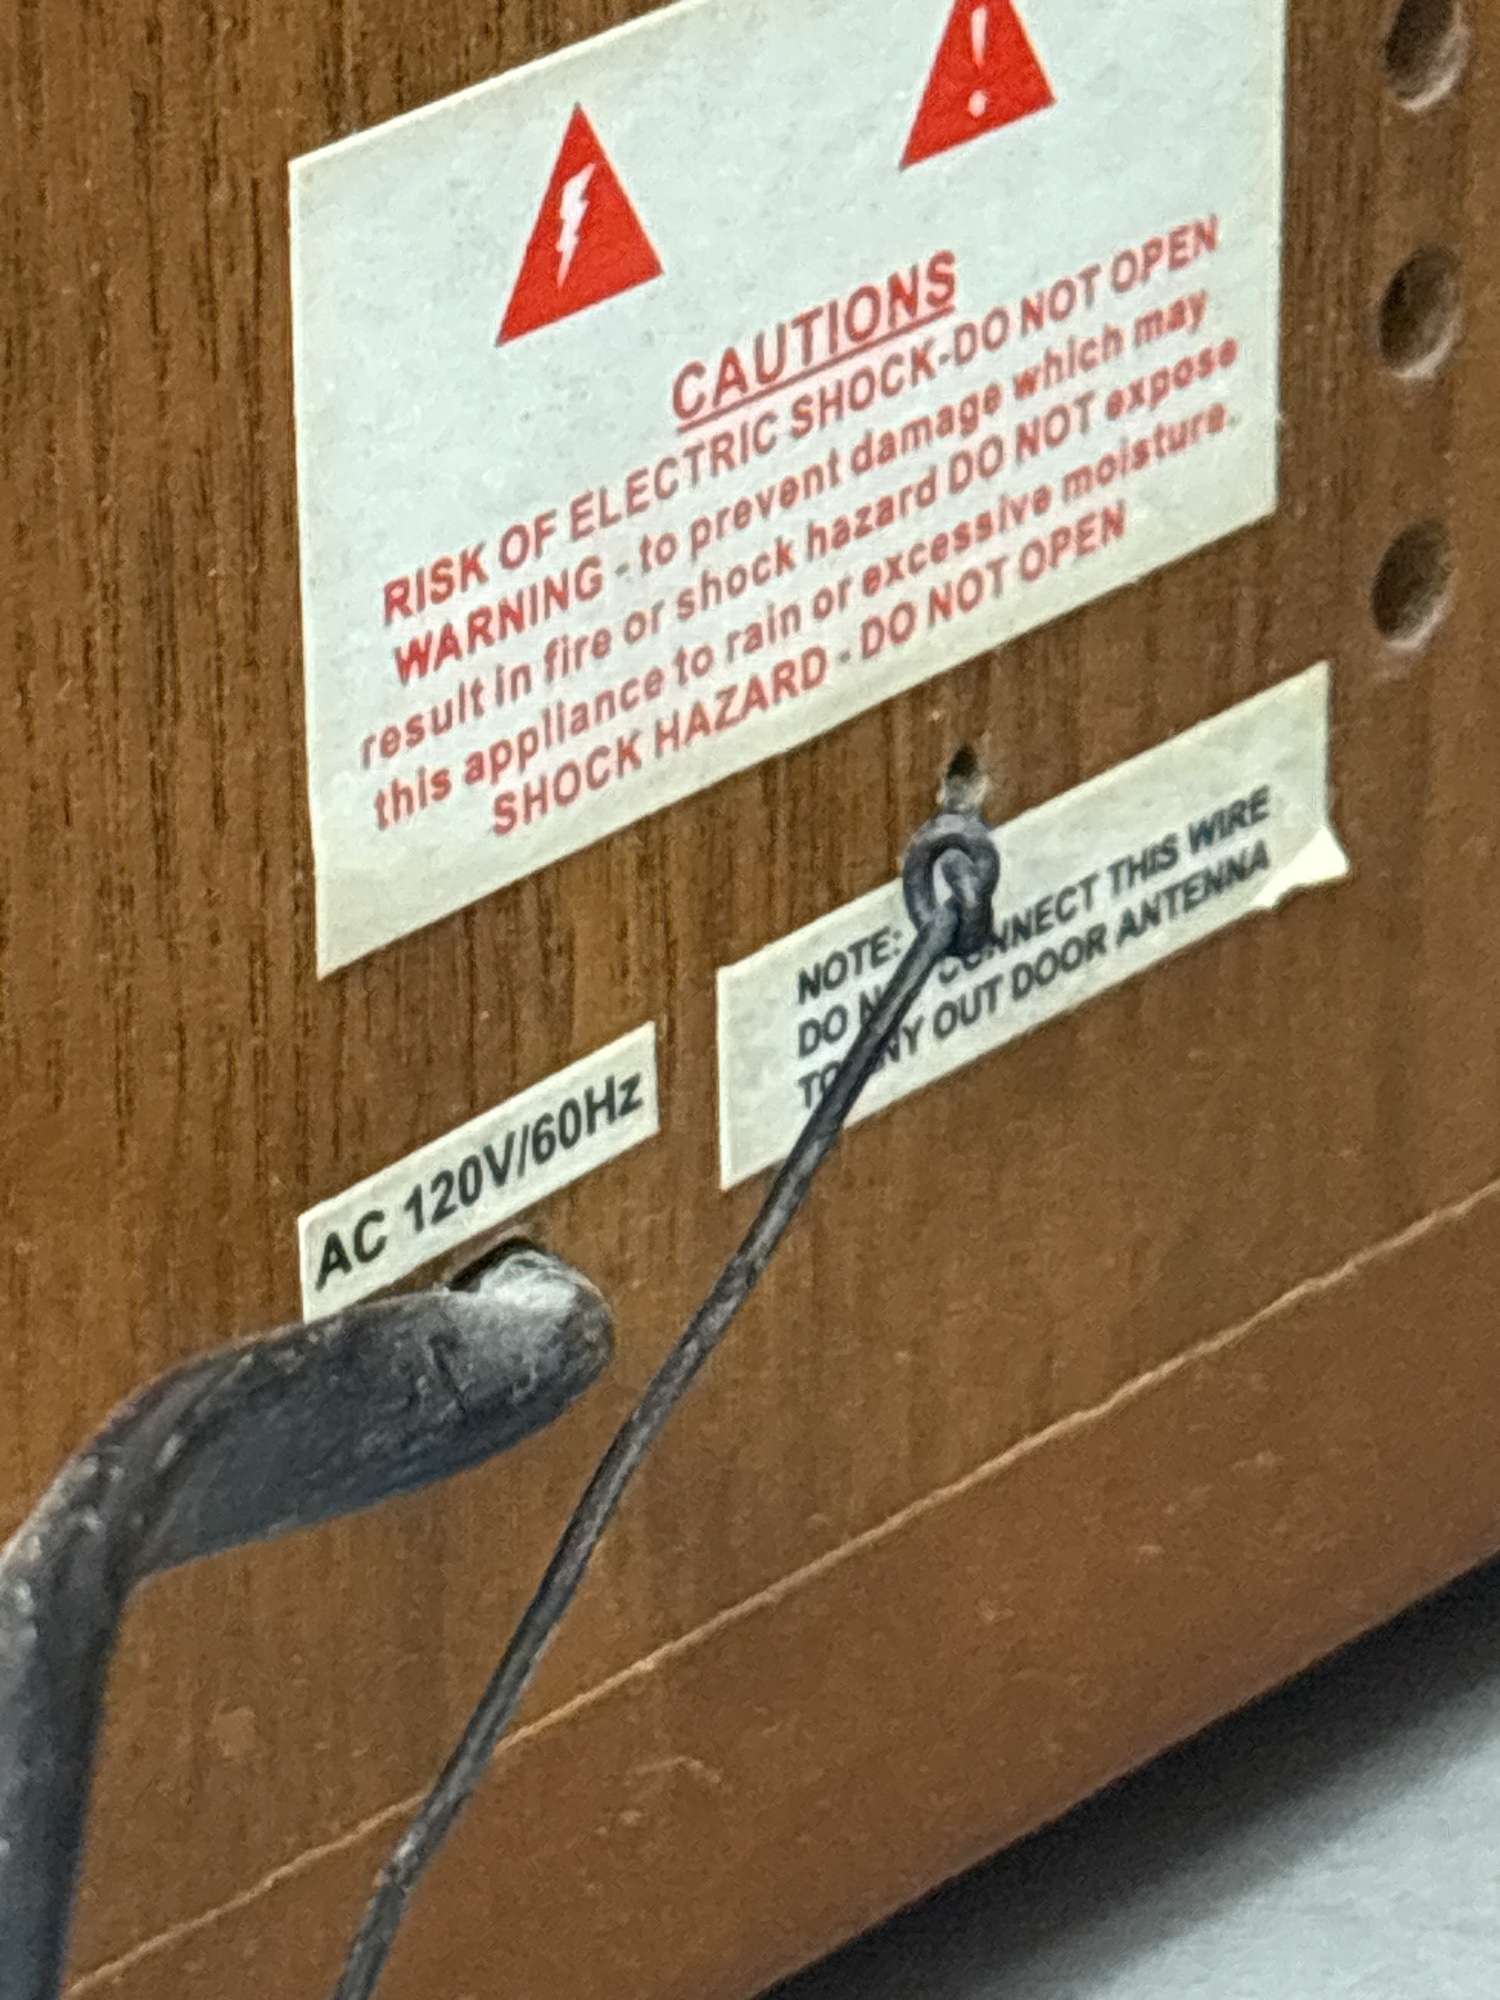 CAUTIONS
RISK OF ELECTRIC SHOCK-DO NOT OPEN
WARNING - to prevent damage which may
result in fire or shock hazard DO NOT expose
this appliance to rain or excessive moisture.
SHOCK HAZARD - DO NOT OPEN
NOTE:
DO CONNECT THIS WIRE
TO ANY OUT DOOR ANTENNA
AC 120V/60Hz